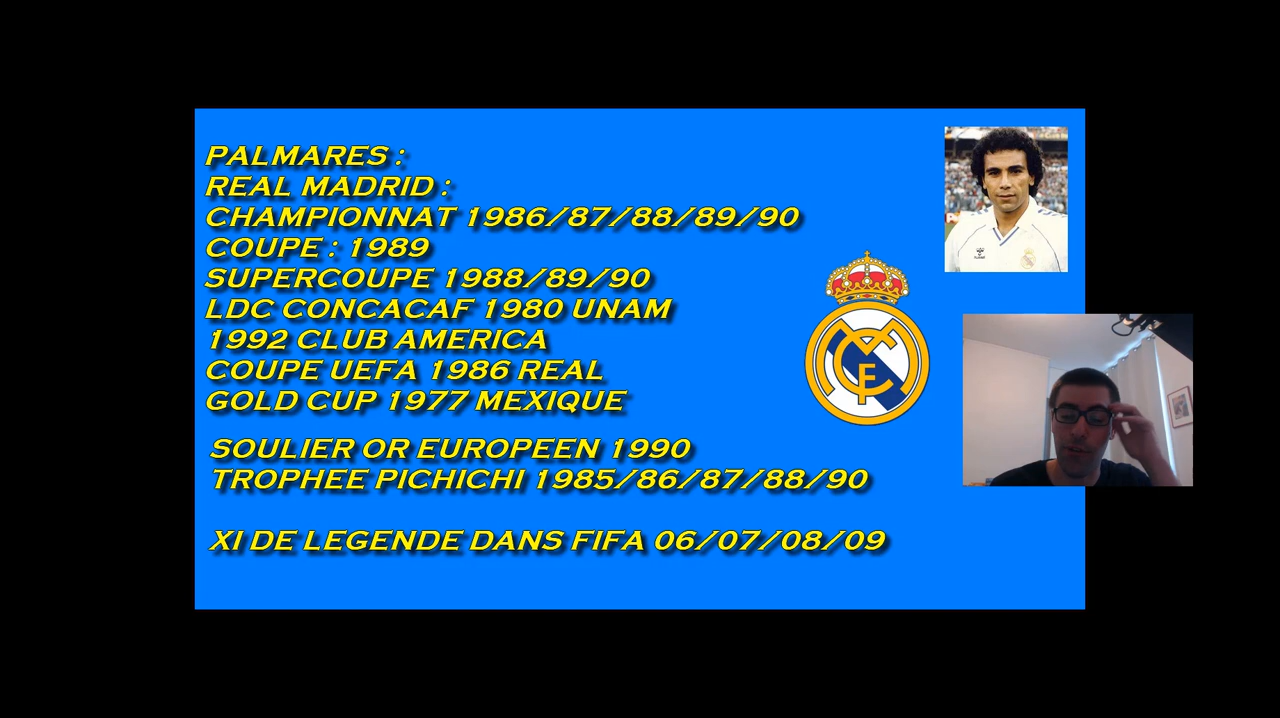 PALMARES :
REAL MADRID :
CHAMPIONNAT 1986/87/88/89/90
COUPE : 1989
SUPERCOUPE 1988/89/90
LDC CONCACAF 1980 UNAM
1992 CLUB AMERICA
COUPE UEFA 1986 REAL
GOLD CUP 1977 MEXIQUE
SOULIER OR EUROPEEN 1990
TROPHEE PICHICHI 1985/86/87/88/90
XI DE LEGENDE DANS FIFA 06/07/08/09